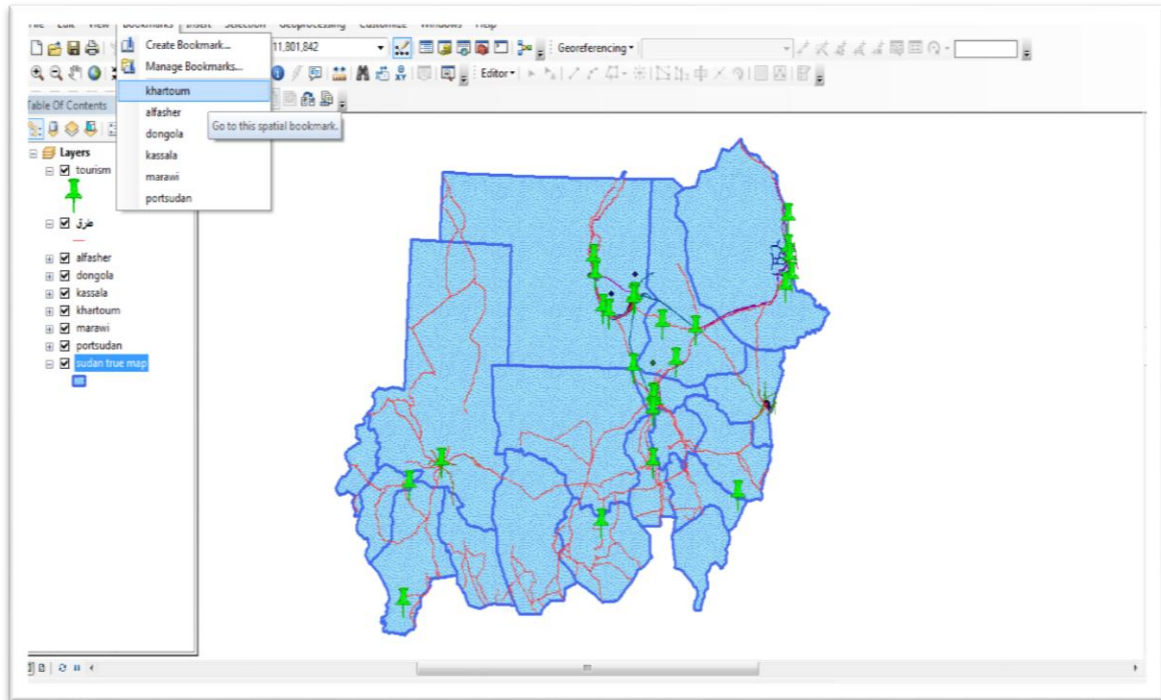 File Edit View Bookmarks Insert Selection Geoprocessing Customize Windows Help
Create Bookmark...
11,801,842
Georeferencing
Manage Bookmarks...
Editor
khartoum
Table Of Contents
alfasher
Go to this spatial bookmark.
dongola
kassala
marawi
portsudan
Layers
tourism
طرق
alfasher
dongola
kassala
khartoum
marawi
portsudan
sudan true map